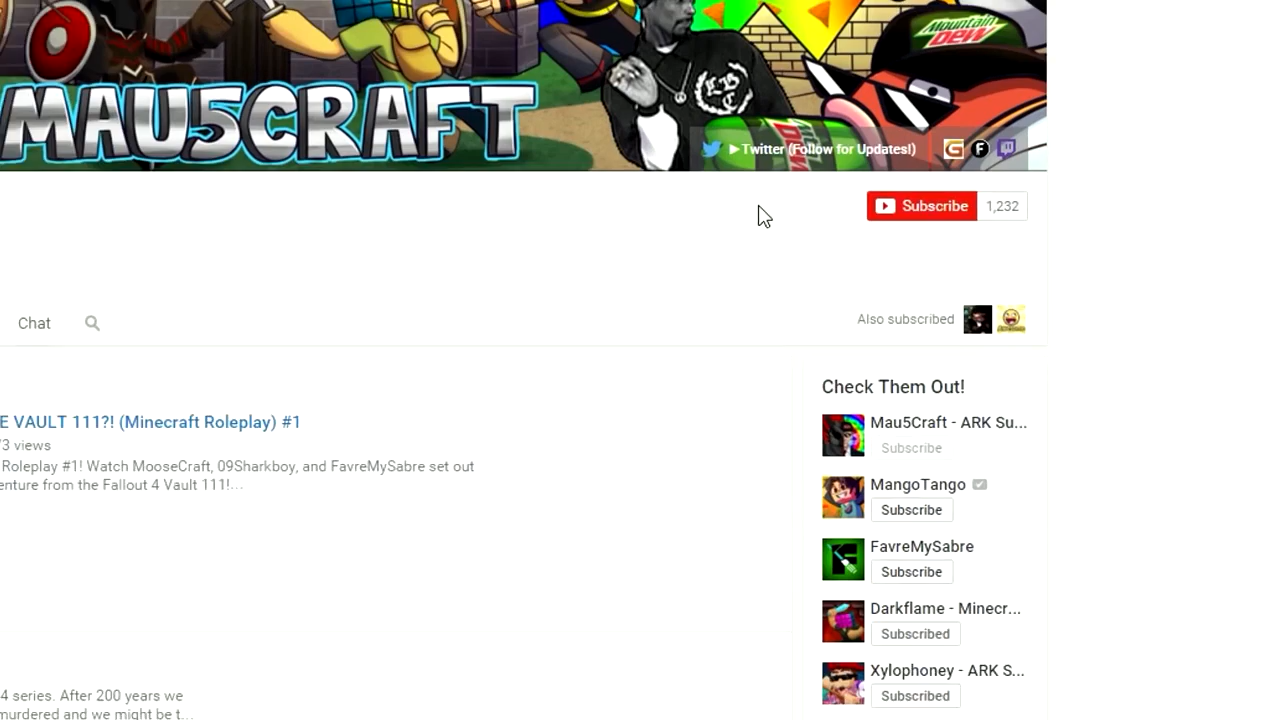 MAU5CRAFT
Mountain
DEW
▶Twitter (Follow for Updates!)
Subscribe 1,232
Chat
Also subscribed
Check Them Out!
E VAULT 111?! (Minecraft Roleplay) #1
3 views
Roleplay #1! Watch MooseCraft, 09Sharkboy, and FavreMySabre set out
enture from the Fallout 4 Vault 111!...
Mau5Craft - ARK Su...
Subscribe
MangoTango
Subscribe
FavreMySabre
Subscribe
Darkflame - Minecr...
Subscribed
Xylophoney - ARK S...
Subscribed
4 series. After 200 years we
murdered and we might be t...